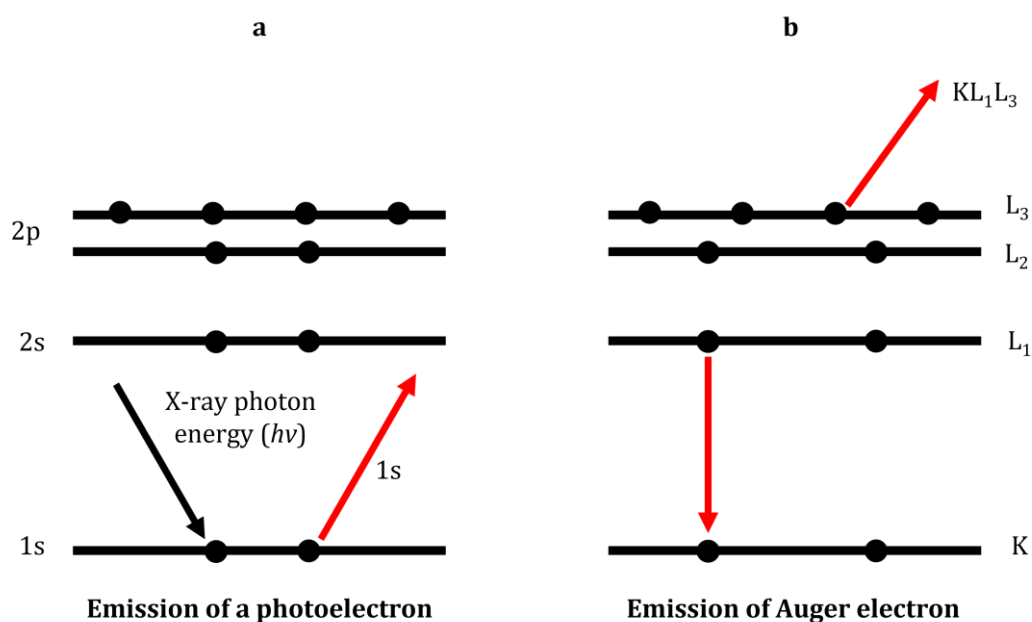 a
b
KL₁L₃
2p
L₃
L₂
2s
L₁
X-ray photon
energy (hv)
1s
1s
K
Emission of a photoelectron
Emission of Auger electron